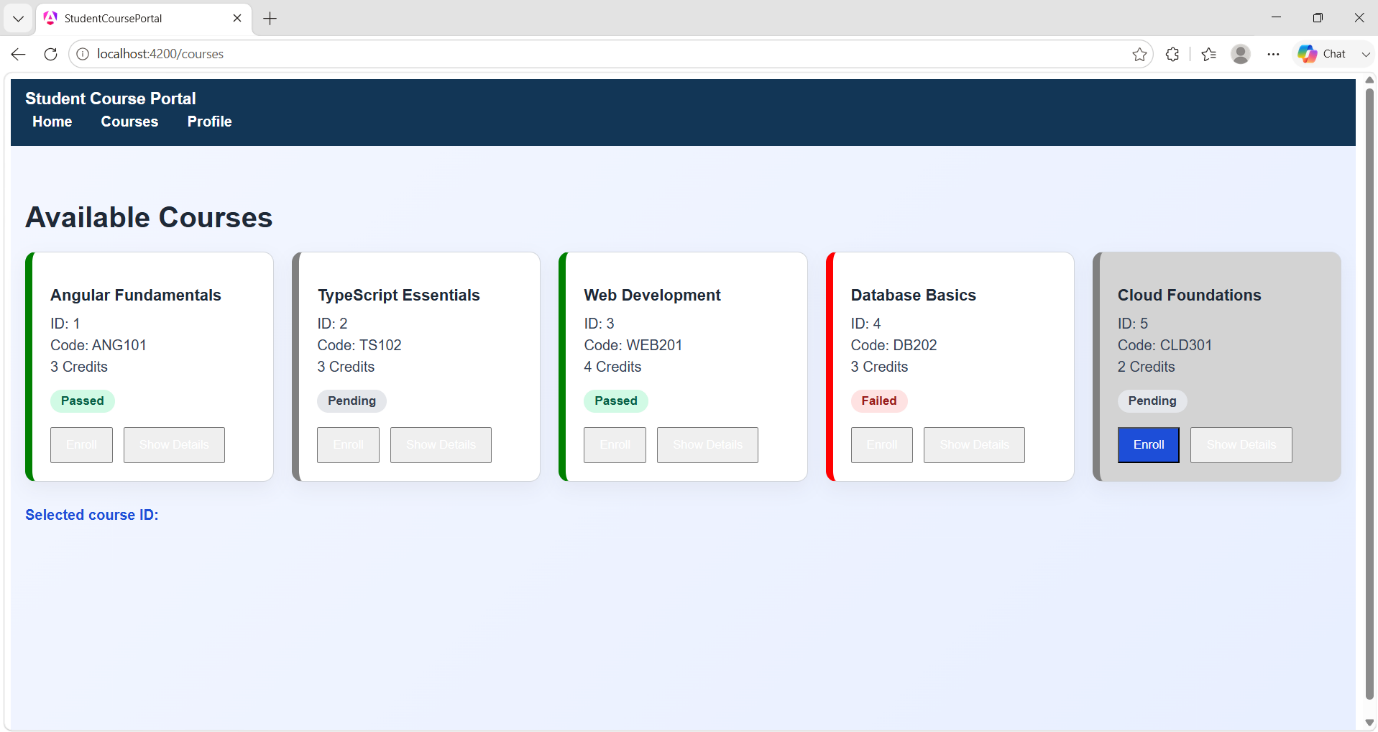 StudentCoursePortal
localhost:4200/courses
Chat
Student Course Portal
Home Courses Profile
Available Courses
Angular Fundamentals
ID: 1
Code: ANG101
3 Credits
Passed
Enroll Show Details
TypeScript Essentials
ID: 2
Code: TS102
3 Credits
Pending
Enroll Show Details
Web Development
ID: 3
Code: WEB201
4 Credits
Passed
Enroll Show Details
Database Basics
ID: 4
Code: DB202
3 Credits
Failed
Enroll Show Details
Cloud Foundations
ID: 5
Code: CLD301
2 Credits
Pending
Enroll Show Details
Selected course ID: